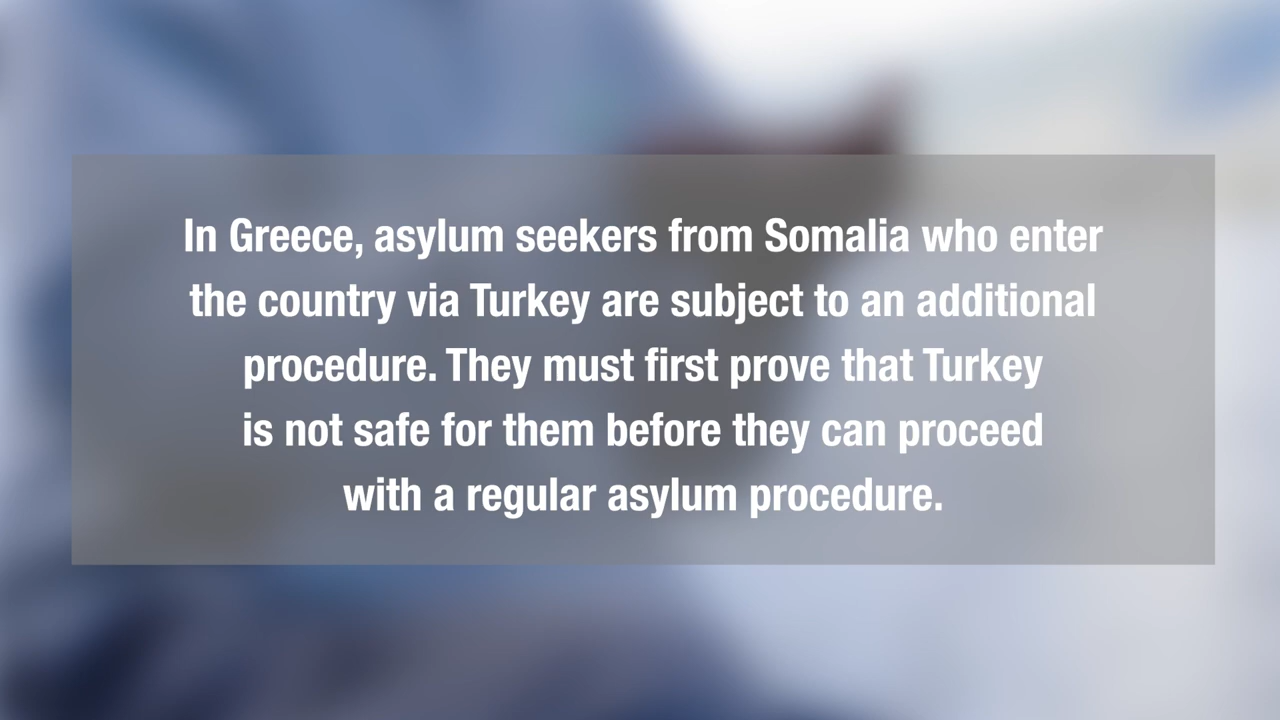 In Greece, asylum seekers from Somalia who enter
the country via Turkey are subject to an additional
procedure. They must first prove that Turkey
is not safe for them before they can proceed
with a regular asylum procedure.